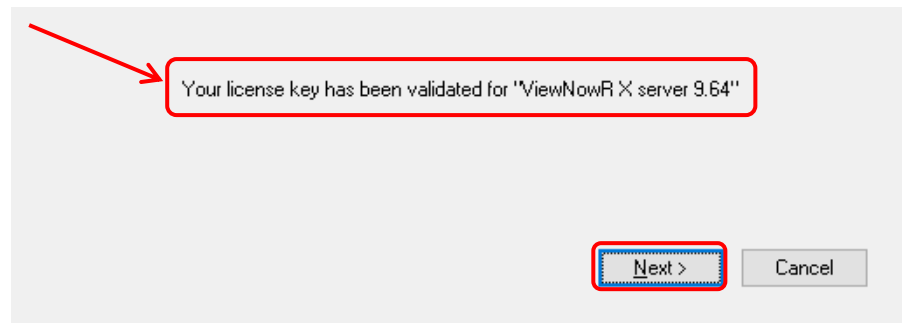 Your license key has been validated for "ViewNowR X server 9.64"
Next >
Cancel